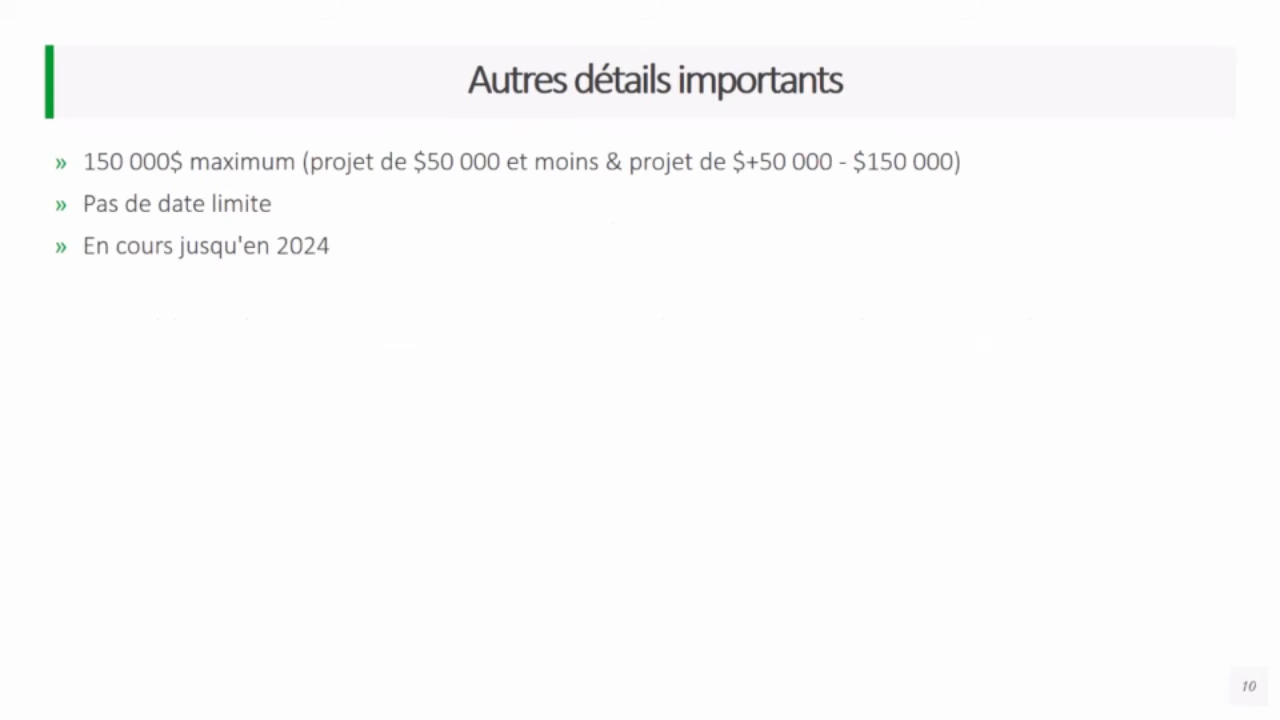 Autres détails importants
» 150 000$ maximum (projet de $50 000 et moins & projet de $+50 000 - $150 000)
» Pas de date limite
» En cours jusqu'en 2024
10